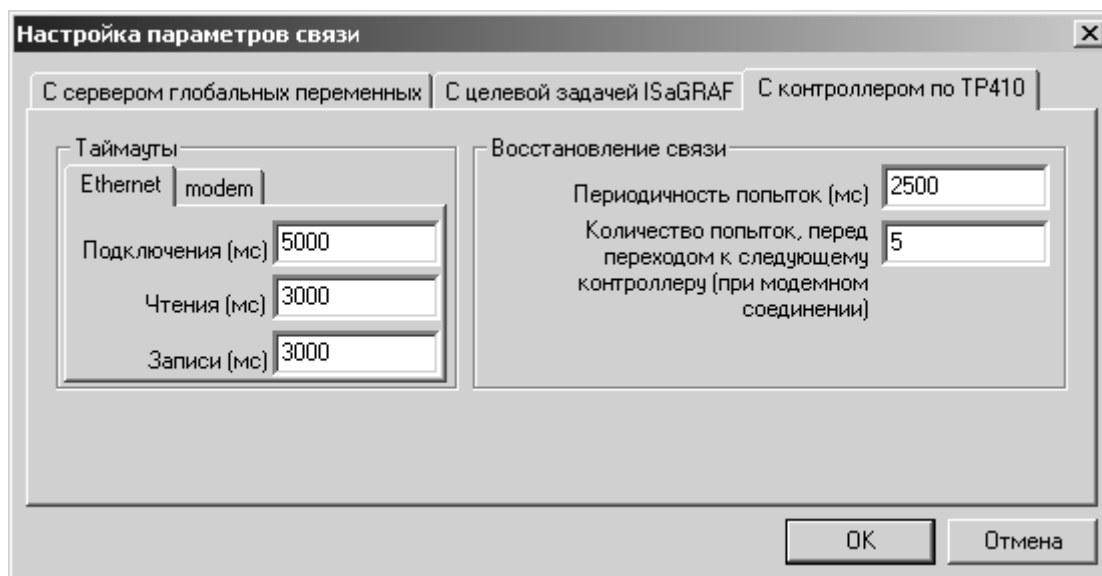 Настройка параметров связи
С сервером глобальных переменных
С целевой задачей ISaGRAF
С контроллером по TP410
Таймауты
Ethernet
modem
Подключения (мс) 5000
Чтения (мс) 3000
Записи (мс) 3000
Восстановление связи
Периодичность попыток (мс) 2500
Количество попыток, перед 5
переходом к следующему
контроллеру (при модемном
соединении)
OK
Отмена